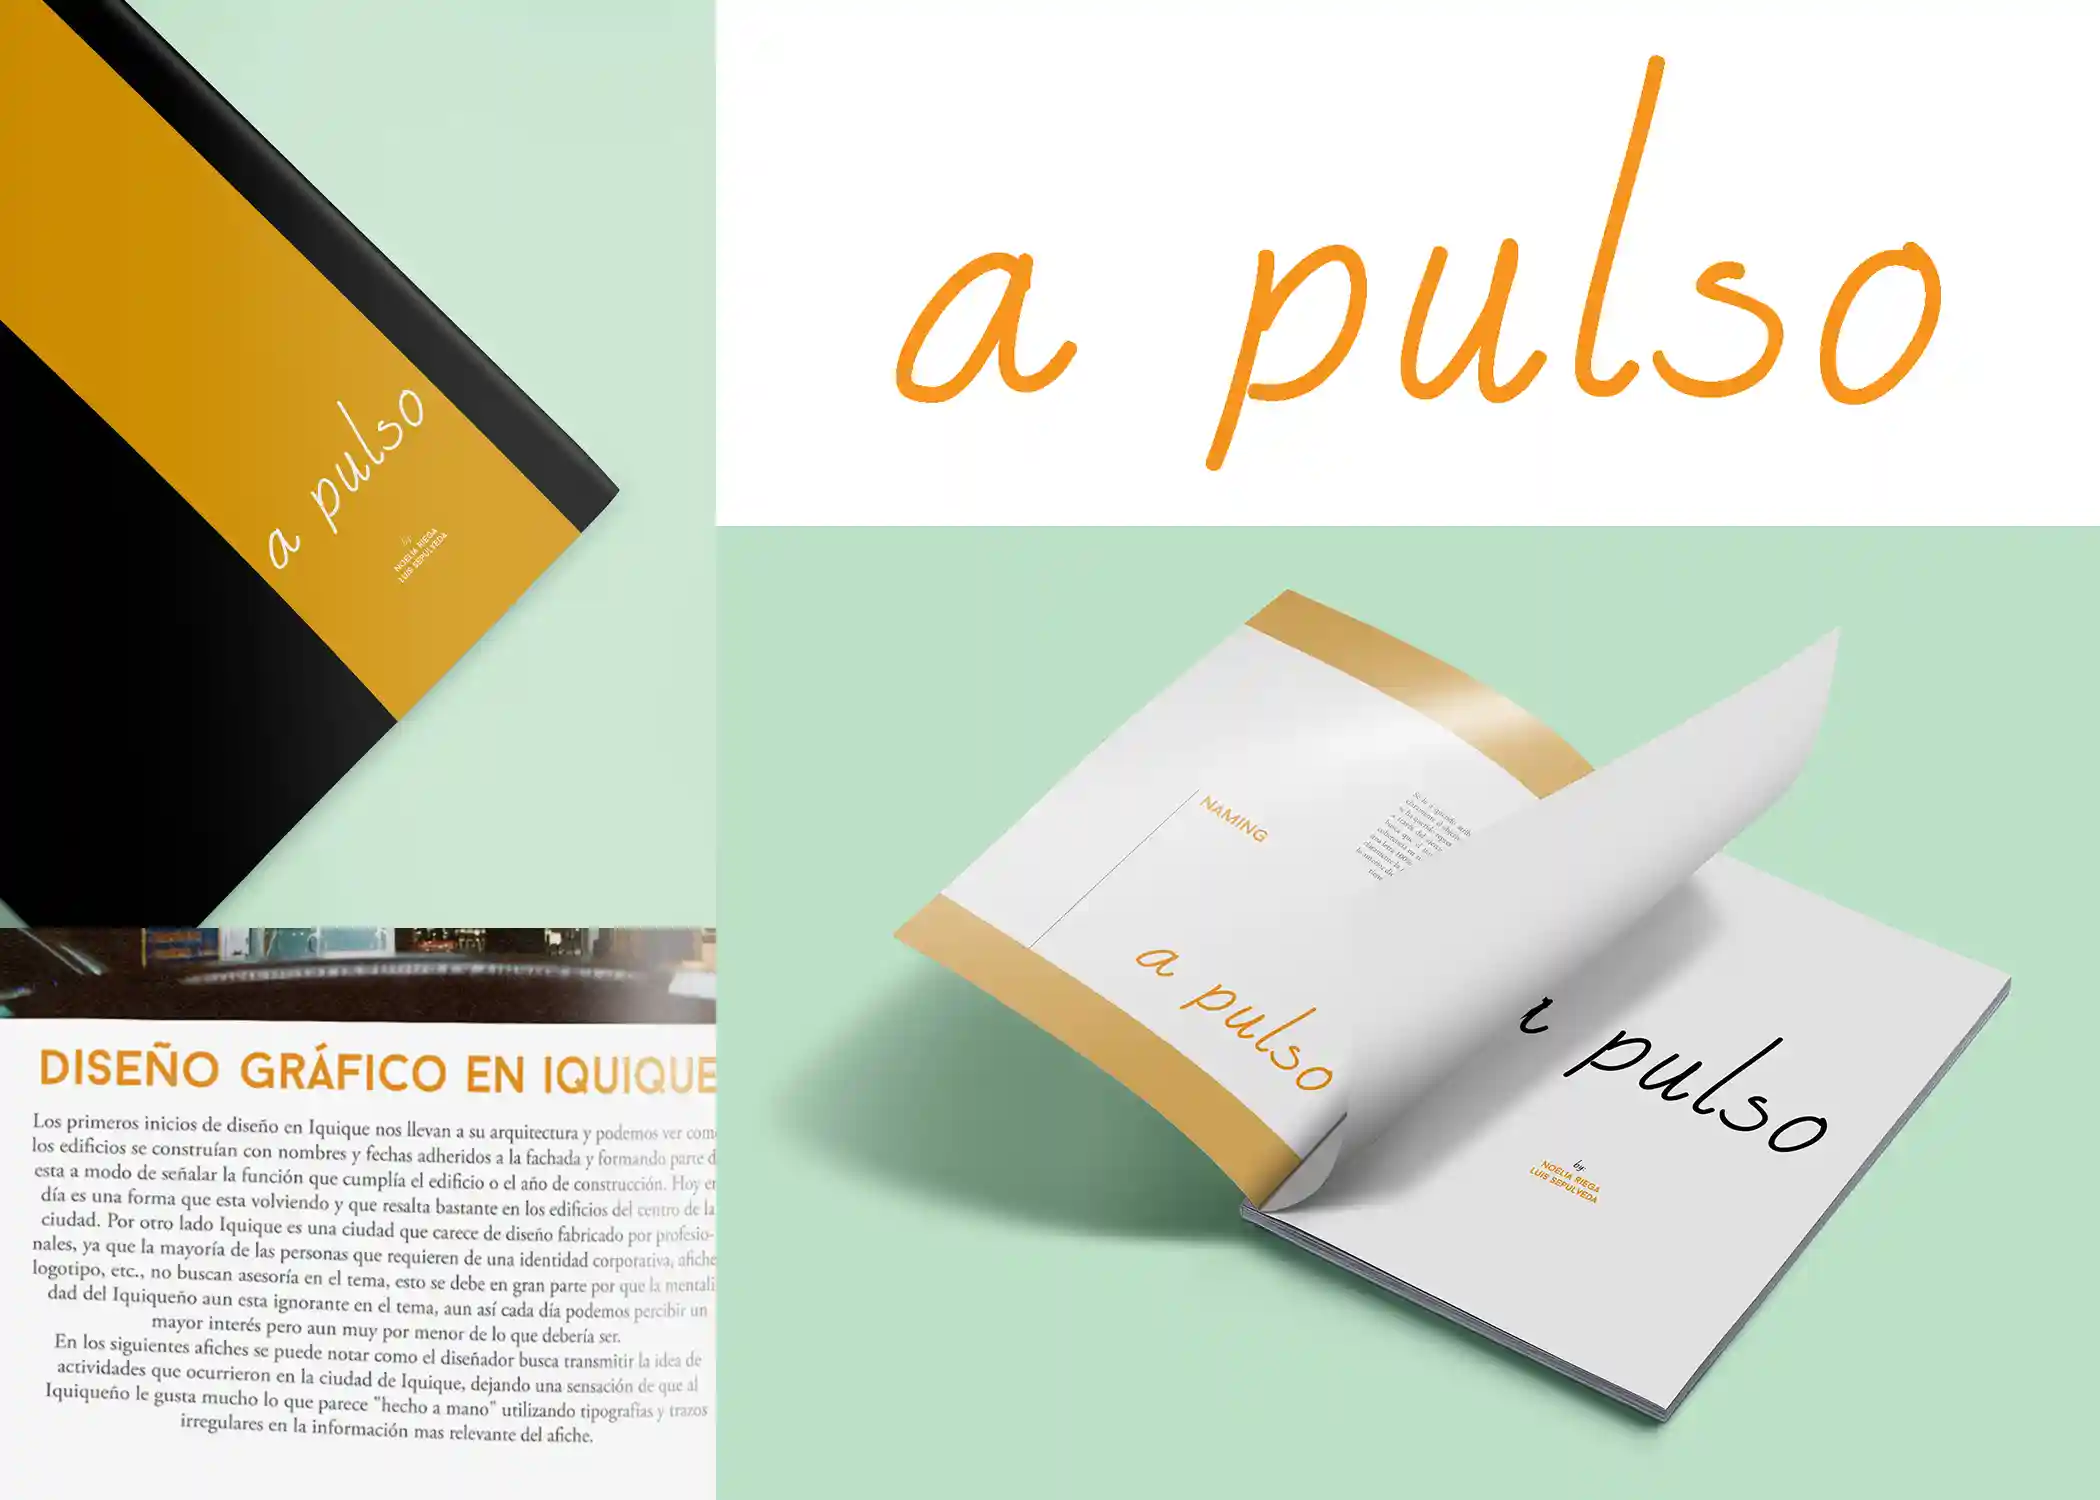 a pulso
by:
NOELIA RIEGA
LUIS SEPULVEDA
a pulso
DISEÑO GRÁFICO EN IQUIQUE
Los primeros inicios de diseño en Iquique nos llevan a su arquitectura y podemos ver com
los edificios se construían con nombres y fechas adheridos a la fachada y formando parte d
esta a modo de señalar la función que cumplía el edificio o el año de construcción. Hoy en
día es una forma que esta volviendo y que resalta bastante en los edificios del centro de la
ciudad. Por otro lado Iquique es una ciudad que carece de diseño fabricado por profesio-
nales, ya que la mayoría de las personas que requieren de una identidad corporativa, afiche
logotipo, etc., no buscan asesoría en el tema, esto se debe en gran parte por que la mentali
dad del Iquiqueño aun esta ignorante en el tema, aun así cada día podemos percibir un
mayor interés pero aun muy por menor de lo que debería ser.
En los siguientes afiches se puede notar como el diseñador busca transmitir la idea de
actividades que ocurrieron en la ciudad de Iquique, dejando una sensación de que al
Iquiqueño le gusta mucho lo que parece "hecho a mano" utilizando tipografías y trazos
irregulares en la información mas relevante del afiche.
NAMING
a pulso
pulso
by:
NOELIA RIEGA
LUIS SEPULVEDA